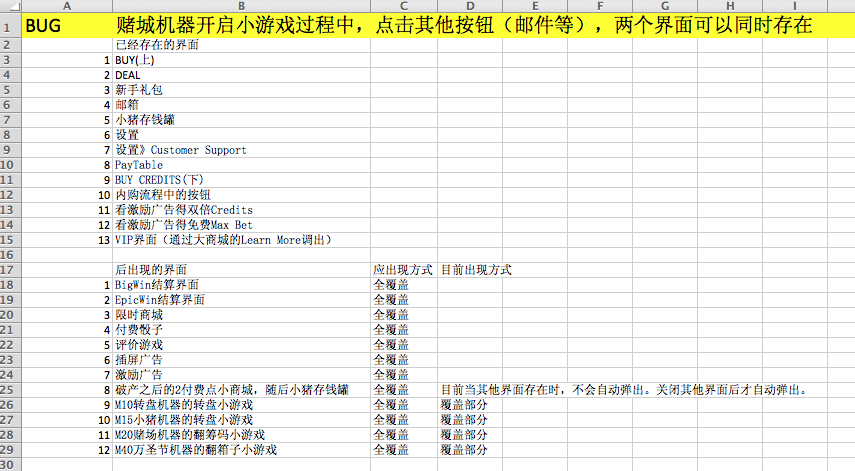 A B C D E F G H I
1 BUG 赌城机器开启小游戏过程中，点击其他按钮（邮件等），两个界面可以同时存在
2 已经存在的界面
3 1 BUY(上)
4 2 DEAL
5 3 新手礼包
6 4 邮箱
7 5 小猪存钱罐
8 6 设置
9 7 设置》Customer Support
10 8 PayTable
11 9 BUY CREDITS(下)
12 10 内购流程中的按钮
13 11 看激励广告得双倍Credits
14 12 看激励广告得免费Max Bet
15 13 VIP界面（通过大商城的Learn More调出）
16
17 后出现的界面 应出现方式 目前出现方式
18 1 BigWin结算界面 全覆盖
19 2 EpicWin结算界面 全覆盖
20 3 限时商城 全覆盖
21 4 付费骰子 全覆盖
22 5 评价游戏 全覆盖
23 6 插屏广告 全覆盖
24 7 激励广告 全覆盖
25 8 破产之后的2付费点小商城，随后小猪存钱罐 全覆盖 目前当其他界面存在时，不会自动弹出。关闭其他界面后才自动弹出。
26 9 M10转盘机器的转盘小游戏 全覆盖 覆盖部分
27 10 M15小猪机器的转盘小游戏 全覆盖 覆盖部分
28 11 M20赌场机器的翻筹码小游戏 全覆盖 覆盖部分
29 12 M40万圣节机器的翻箱子小游戏 全覆盖 覆盖部分
30